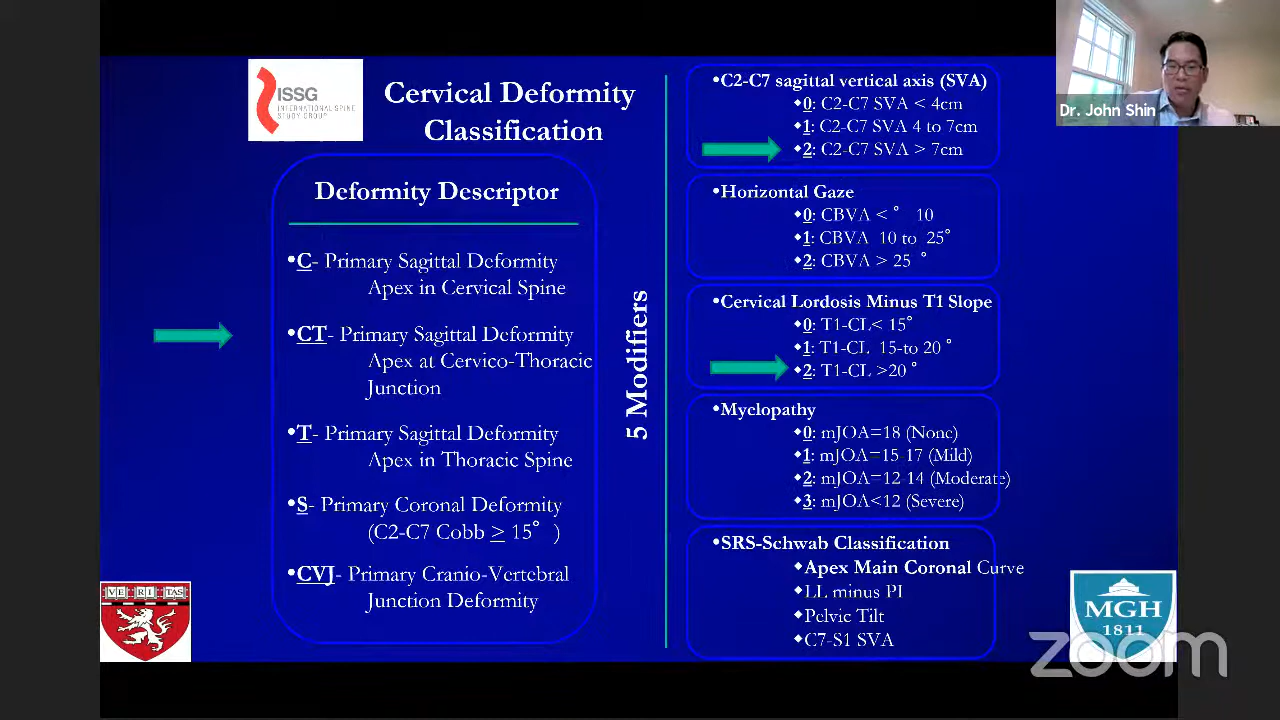 ISSG
INTERNATIONAL SPINE
STUDY GROUP
Cervical Deformity
Classification
Deformity Descriptor
•C- Primary Sagittal Deformity
Apex in Cervical Spine
•CT- Primary Sagittal Deformity
Apex at Cervico-Thoracic
Junction
•T- Primary Sagittal Deformity
Apex in Thoracic Spine
•S- Primary Coronal Deformity
(C2-C7 Cobb ≥ 15° )
•CVJ- Primary Cranio-Vertebral
Junction Deformity
5 Modifiers
•C2-C7 sagittal vertical axis (SVA)
◆0: C2-C7 SVA < 4cm
◆1: C2-C7 SVA 4 to 7cm
◆2: C2-C7 SVA > 7cm
•Horizontal Gaze
◆0: CBVA < ° 10
◆1: CBVA 10 to 25°
◆2: CBVA > 25 °
•Cervical Lordosis Minus T1 Slope
◆0: T1-CL< 15°
◆1: T1-CL 15-to 20 °
◆2: T1-CL >20 °
•Myelopathy
◆0: mJOA=18 (None)
◆1: mJOA=15-17 (Mild)
◆2: mJOA=12-14 (Moderate)
◆3: mJOA<12 (Severe)
•SRS-Schwab Classification
◆Apex Main Coronal Curve
◆LL minus PI
◆Pelvic Tilt
◆C7-S1 SVA
Dr. John Shin
VE RI TAS
MGH
1811
zoom